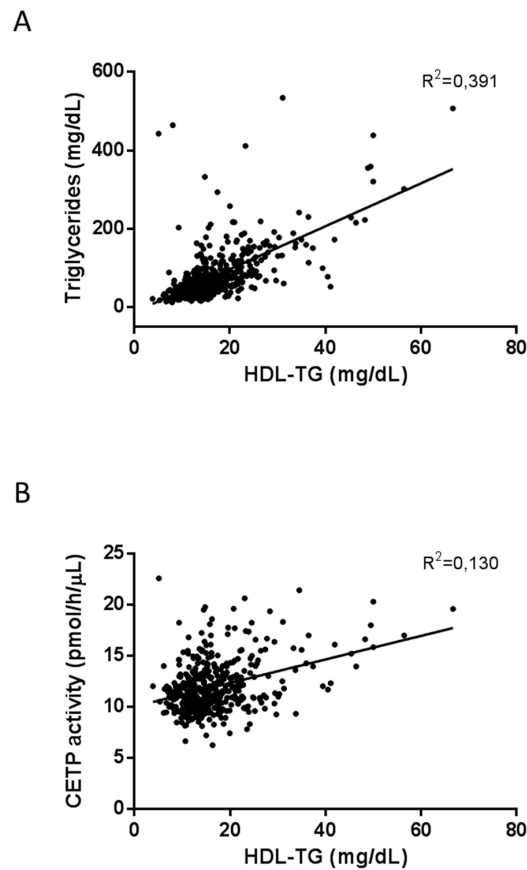 A
600
R²=0,391
Triglycerides (mg/dL)
400
200
0
0 20 40 60 80
HDL-TG (mg/dL)
B
25
R²=0,130
CETP activity (pmol/h/μL)
20
15
10
5
0
0 20 40 60 80
HDL-TG (mg/dL)